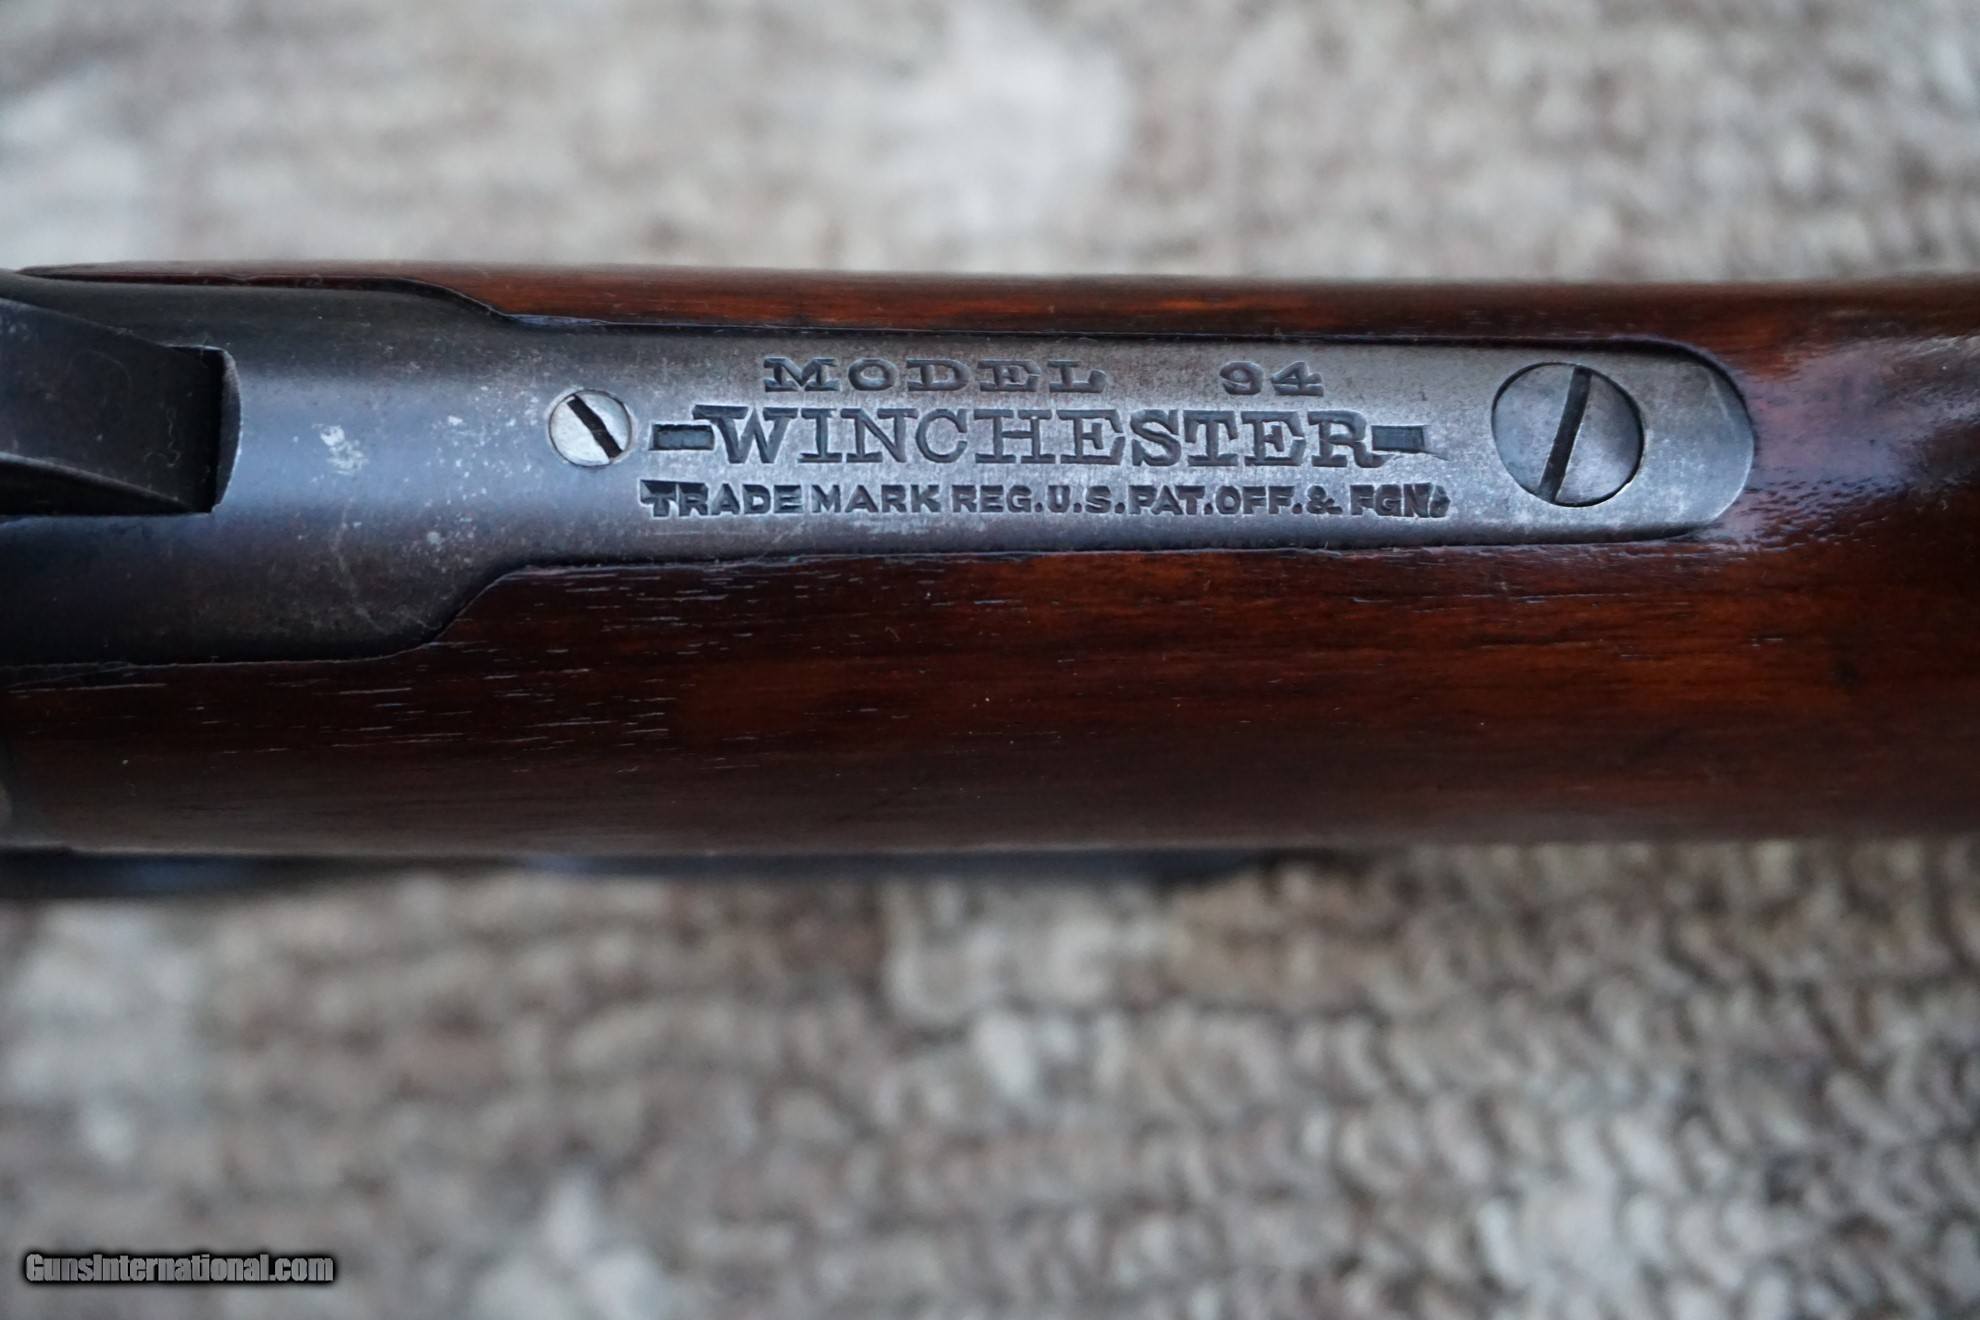 MODEL 94
-WINCHESTER-
TRADE MARK REG.U.S.PAT.OFF.& FGN.
GunsInternational.com